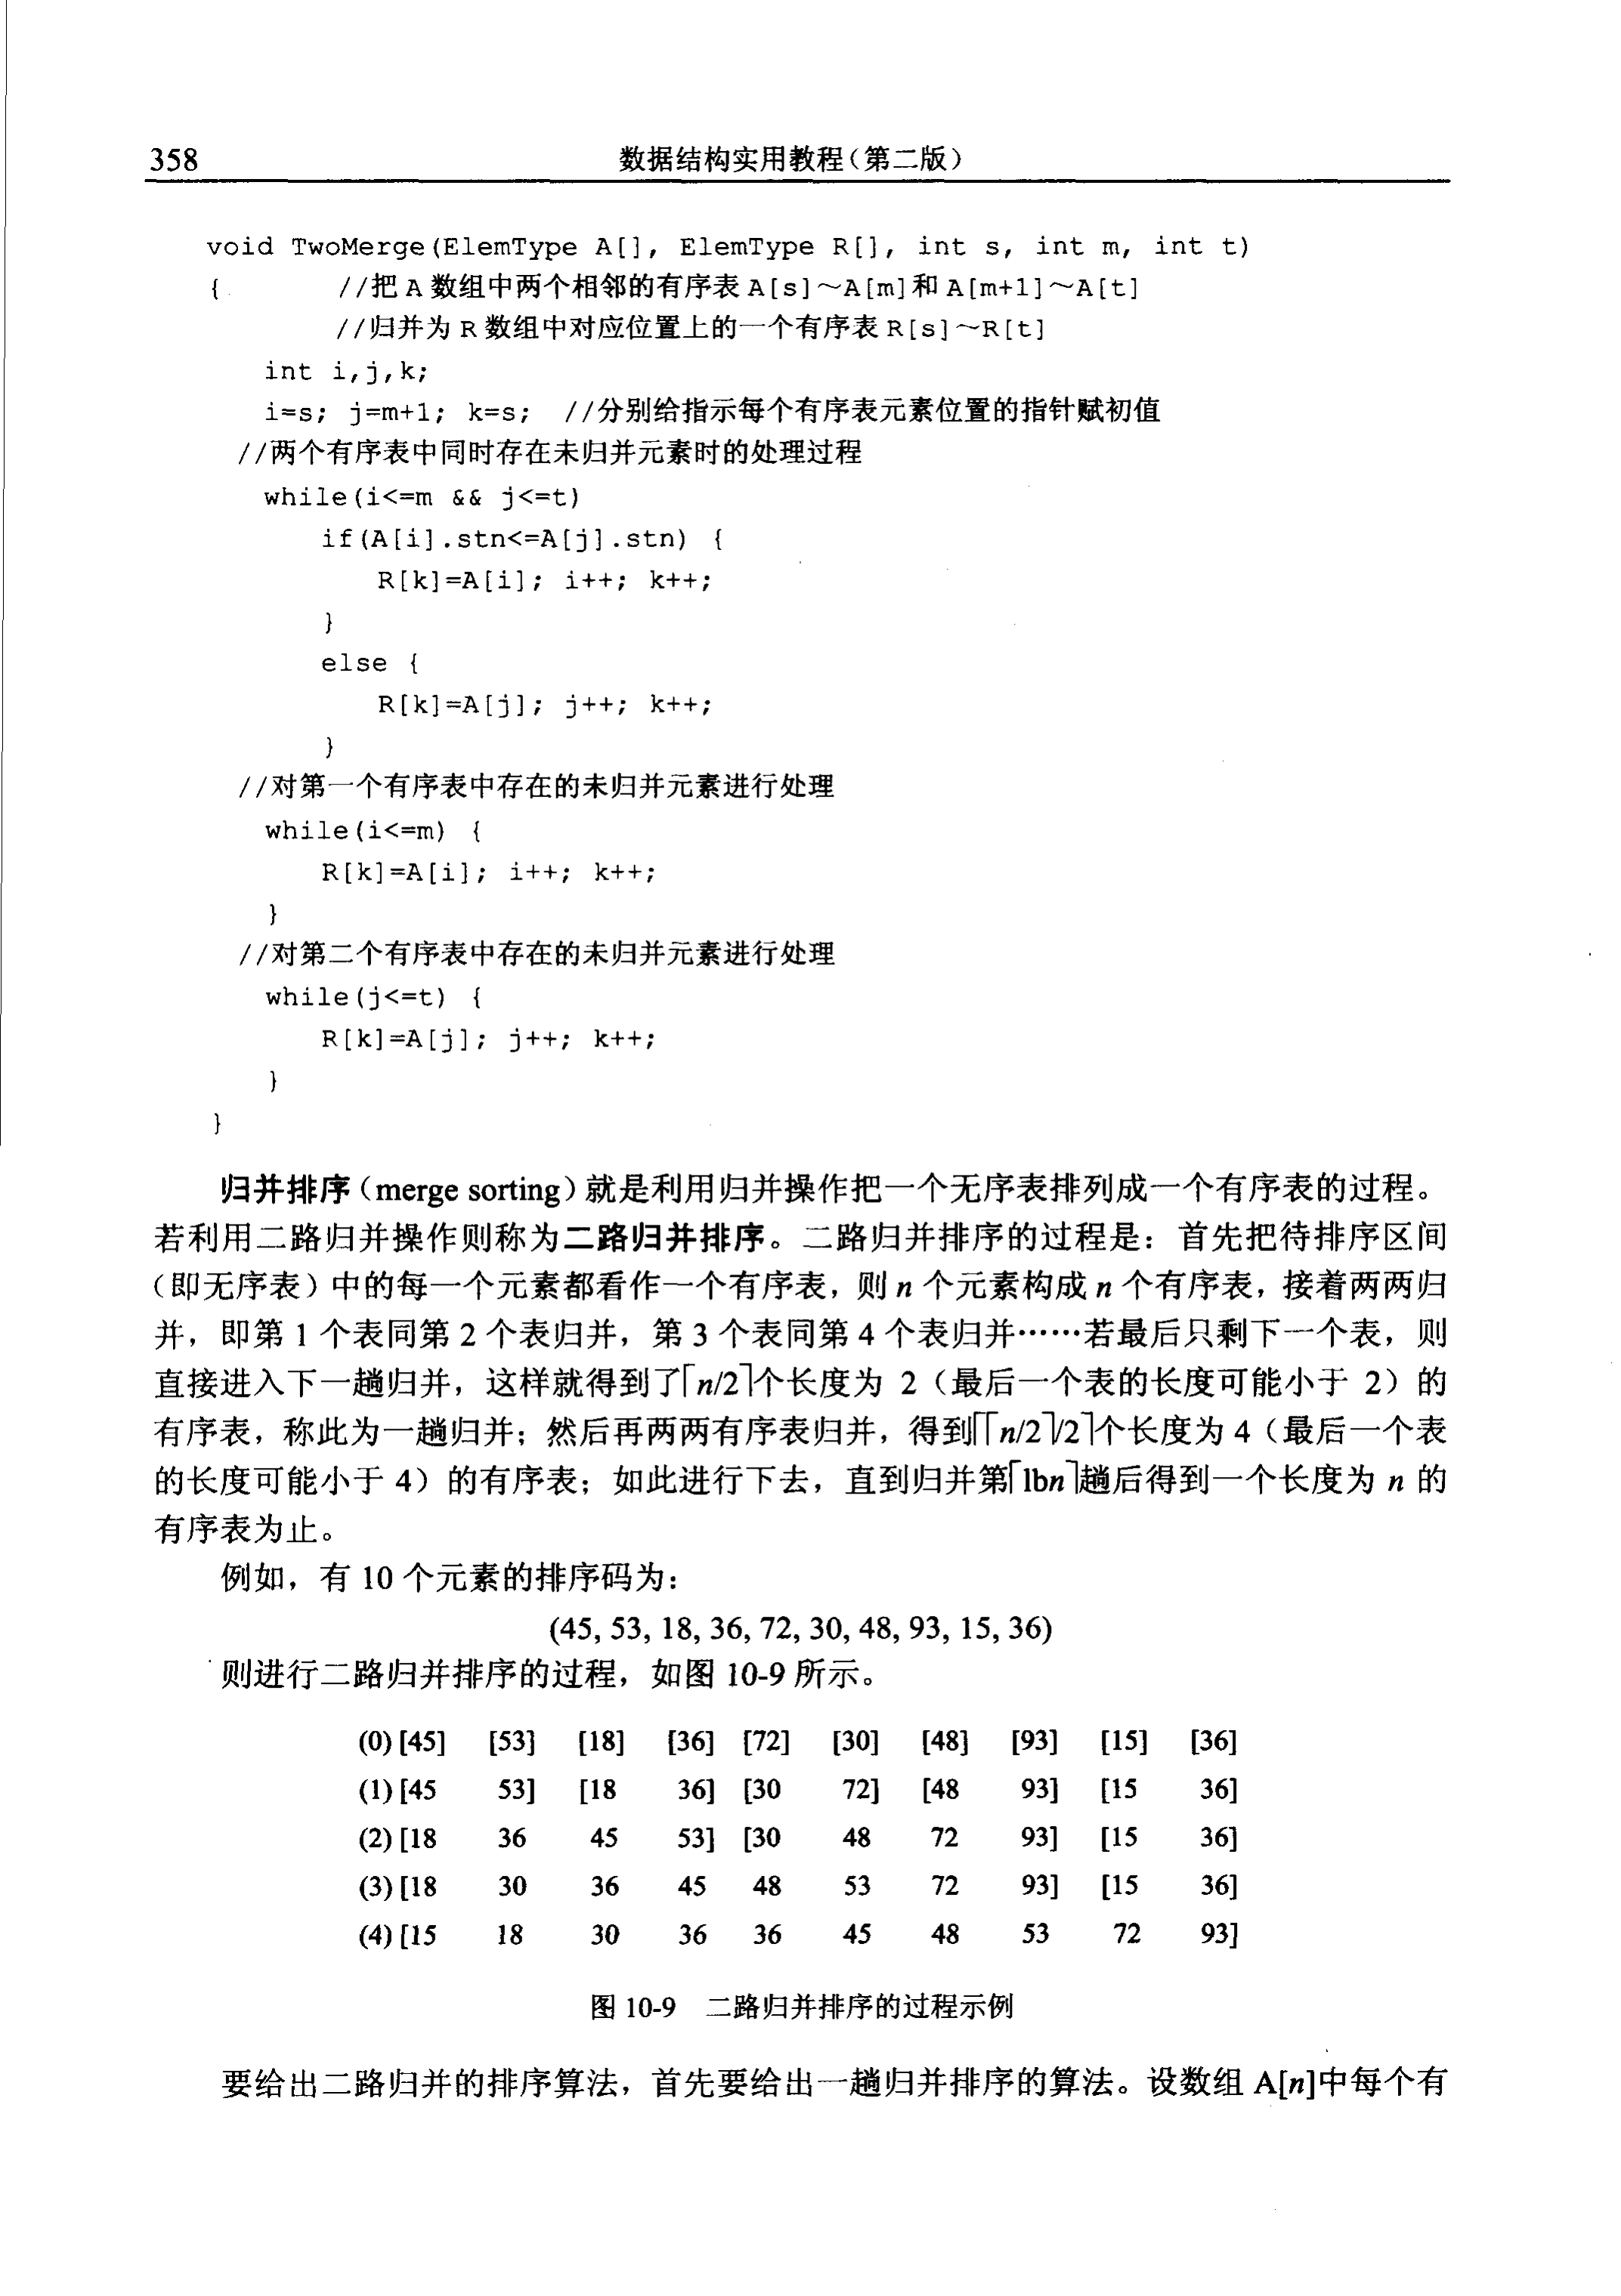 358 数据结构实用教程(第二版)
void TwoMerge(ElemType A[], ElemType R[], int s, int m, int t)
{ //把 A 数组中两个相邻的有序表 A[s]～A[m]和 A[m+1]～A[t]
//归并为 R 数组中对应位置上的一个有序表 R[s]～R[t]
int i,j,k;
i=s; j=m+1; k=s; //分别给指示每个有序表元素位置的指针赋初值
//两个有序表中同时存在未归并元素时的处理过程
while(i<=m && j<=t)
if(A[i].stn<=A[j].stn) {
R[k]=A[i]; i++; k++;
}
else {
R[k]=A[j]; j++; k++;
}
//对第一个有序表中存在的未归并元素进行处理
while(i<=m) {
R[k]=A[i]; i++; k++;
}
//对第二个有序表中存在的未归并元素进行处理
while(j<=t) {
R[k]=A[j]; j++; k++;
}
}
归并排序(merge sorting)就是利用归并操作把一个无序表排列成一个有序表的过程。
若利用二路归并操作则称为二路归并排序。二路归并排序的过程是：首先把待排序区间
（即无序表）中的每一个元素都看作一个有序表，则 n 个元素构成 n 个有序表，接着两两归
并，即第 1 个表同第 2 个表归并，第 3 个表同第 4 个表归并……若最后只剩下一个表，则
直接进入下一趟归并，这样就得到了⌈n/2⌉个长度为 2（最后一个表的长度可能小于 2）的
有序表，称此为一趟归并；然后再两两有序表归并，得到⌈⌈n/2⌉/2⌉个长度为 4（最后一个表
的长度可能小于 4）的有序表；如此进行下去，直到归并第⌈lbn⌉趟后得到一个长度为 n 的
有序表为止。
例如，有 10 个元素的排序码为：
(45, 53, 18, 36, 72, 30, 48, 93, 15, 36)
则进行二路归并排序的过程，如图 10-9 所示。
(0) [45] [53] [18] [36] [72] [30] [48] [93] [15] [36]
(1) [45 53] [18 36] [30 72] [48 93] [15 36]
(2) [18 36 45 53] [30 48 72 93] [15 36]
(3) [18 30 36 45 48 53 72 93] [15 36]
(4) [15 18 30 36 36 45 48 53 72 93]
图 10-9 二路归并排序的过程示例
要给出二路归并的排序算法，首先要给出一趟归并排序的算法。设数组 A[n]中每个有